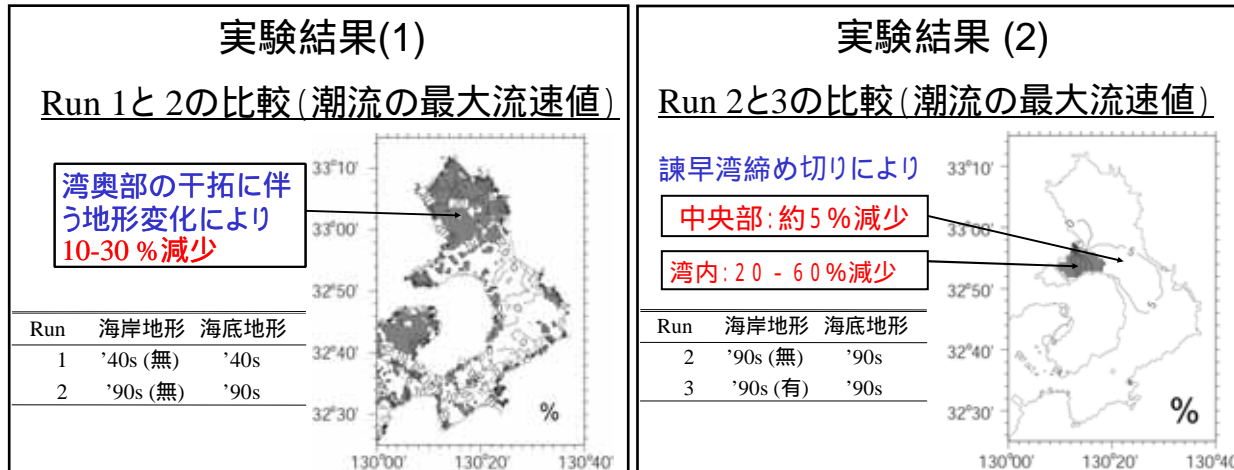 実験結果(1)
Run 1と 2の比較(潮流の最大流速値)
湾奥部の干拓に伴
う地形変化により
10-30 %減少
Run 海岸地形 海底地形
1 ’40s (無) ’40s
2 ’90s (無) ’90s
33°10'
33°00'
32°50'
32°40'
32°30'
%
130°00' 130°20' 130°40'
実験結果 (2)
Run 2と3の比較(潮流の最大流速値)
諫早湾締め切りにより
中央部:約5%減少
湾内:20 - 60%減少
Run 海岸地形 海底地形
2 ’90s (無) ’90s
3 ’90s (有) ’90s
33°10'
33°00'
32°50'
32°40'
32°30'
%
130°00' 130°20' 130°40'